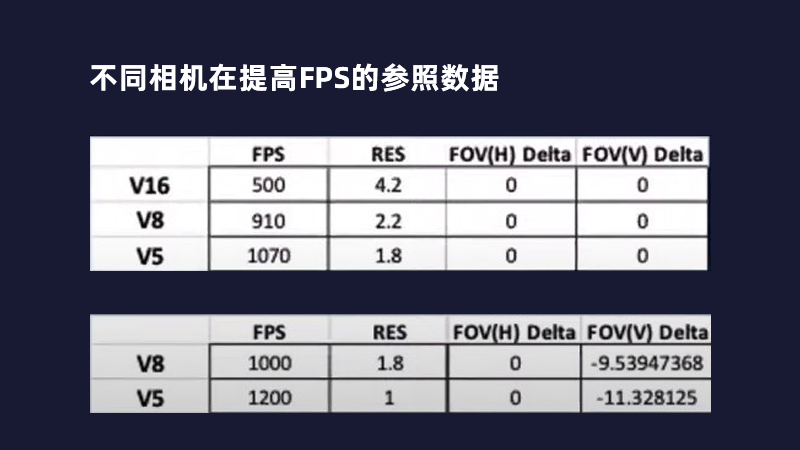 不同相机在提高FPS的参照数据
FPS RES FOV(H) Delta FOV(V) Delta
V16 500 4.2 0 0
V8 910 2.2 0 0
V5 1070 1.8 0 0
FPS RES FOV(H) Delta FOV(V) Delta
V8 1000 1.8 0 -9.53947368
V5 1200 1 0 -11.328125